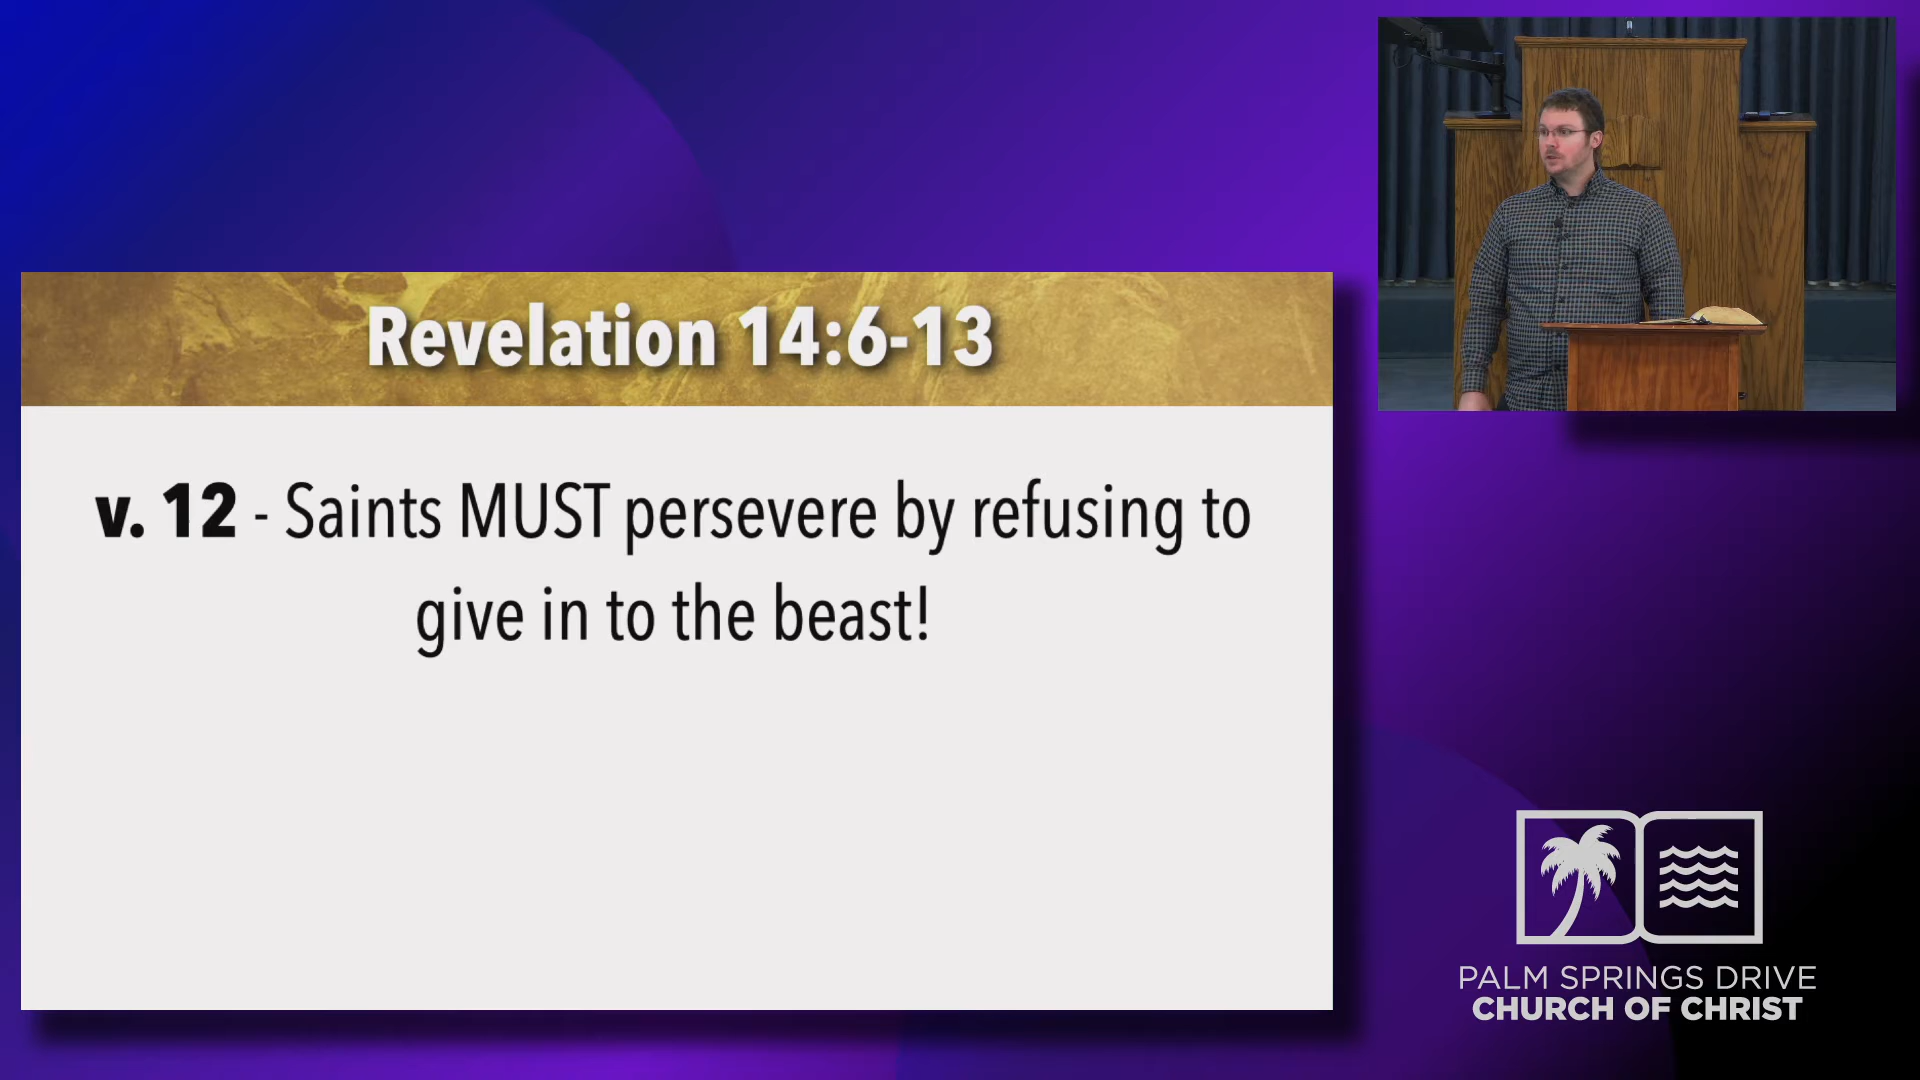 Revelation 14:6-13
v. 12 - Saints MUST persevere by refusing to
give in to the beast!
PALM SPRINGS DRIVE
CHURCH OF CHRIST